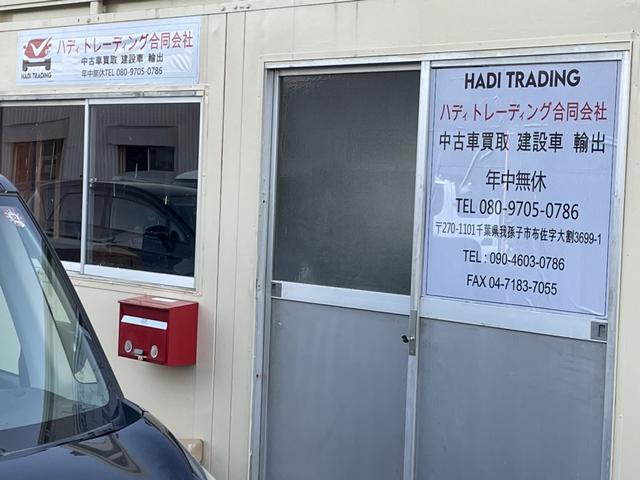 HADI TRADING
ハディ トレーディング合同会社
中古車買取 建設車 輸出
年中無休TEL 080-9705-0786
HADI TRADING
ハディ トレーディング合同会社
中古車買取 建設車 輸出
年中無休
TEL 080-9705-0786
〒270-1101千葉県我孫子市布佐字大割3699-1
TEL : 090-4603-0786
FAX 04-7183-7055